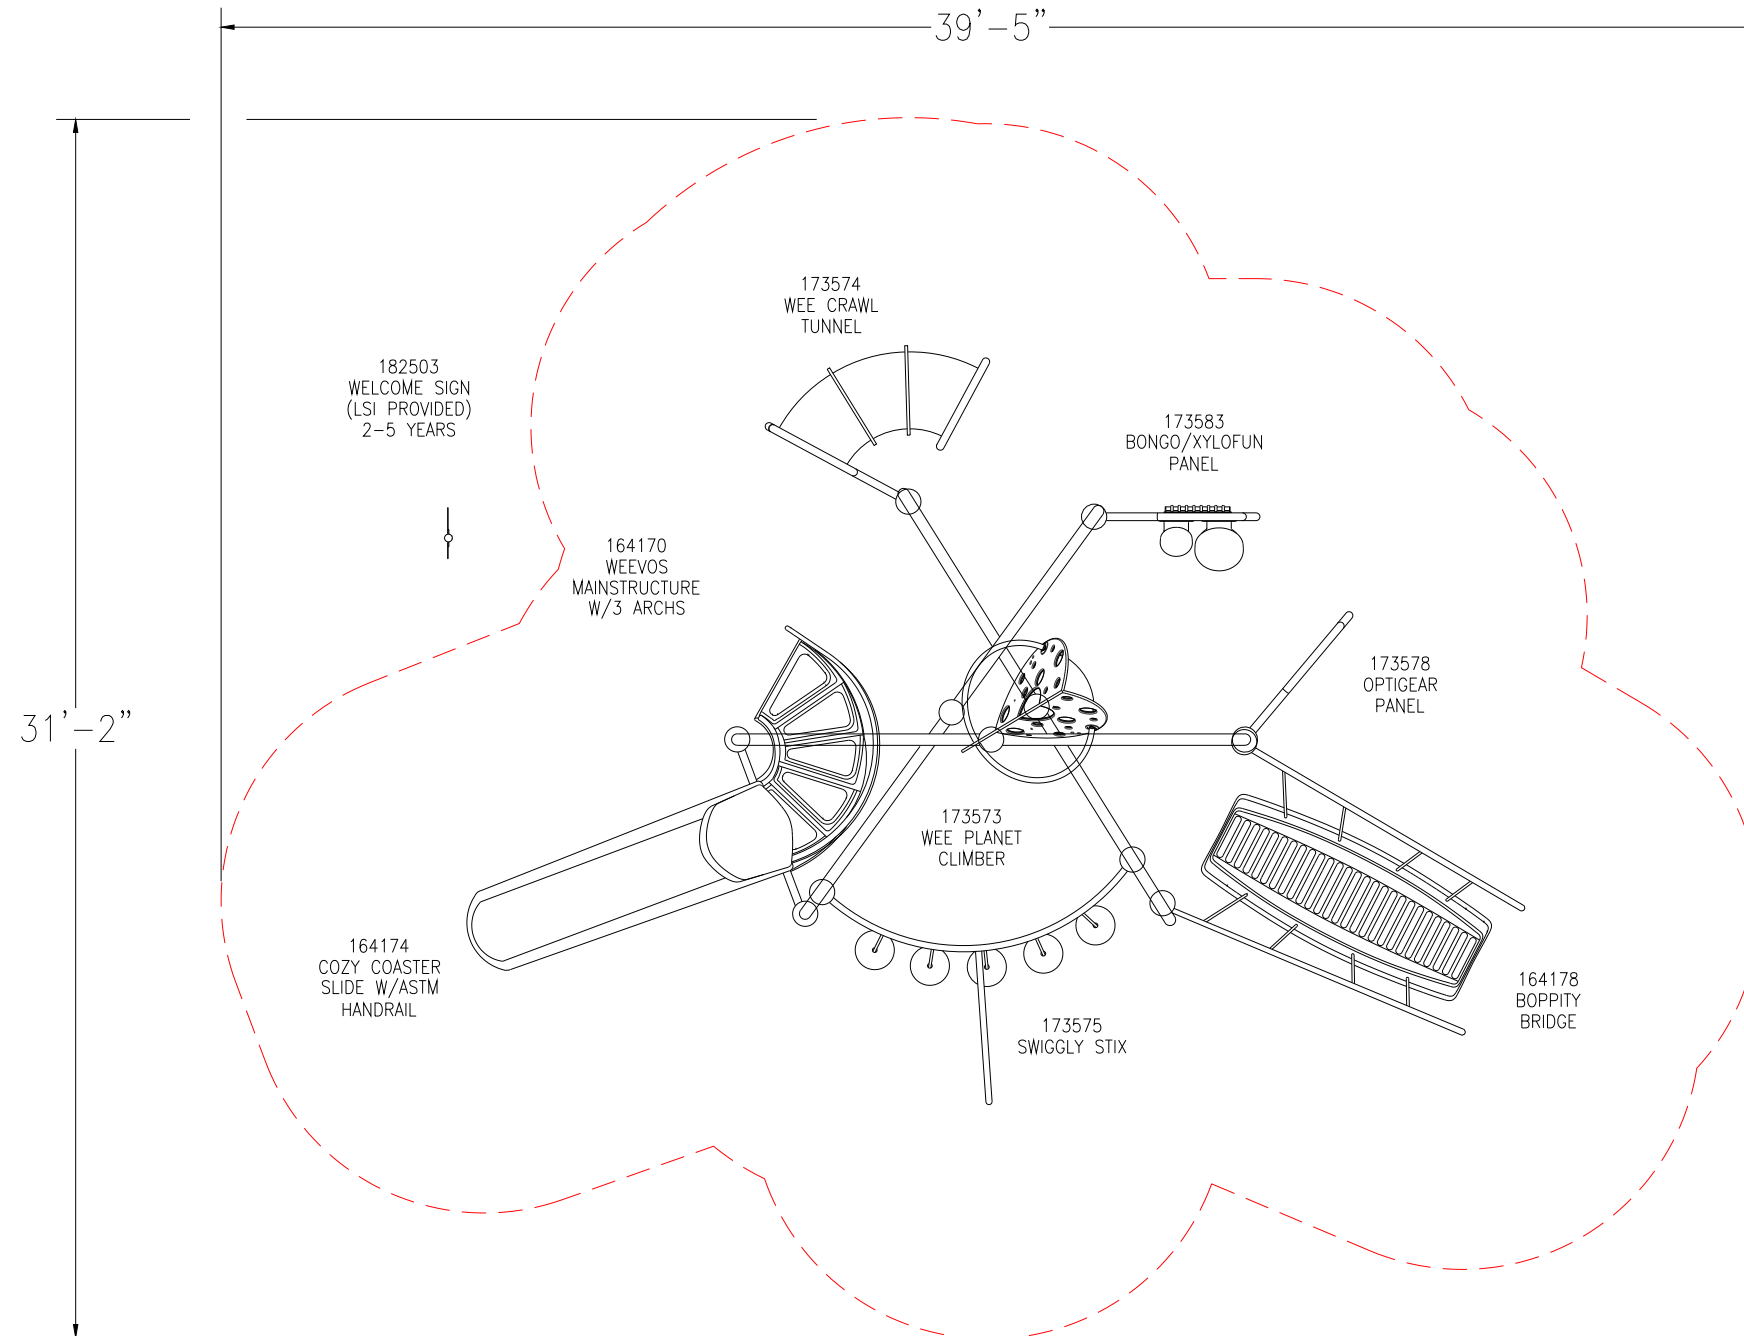 39'-5"
173574
WEE CRAWL
TUNNEL
182503
WELCOME SIGN
(LSI PROVIDED)
2-5 YEARS
173583
BONGO/XYLOFUN
PANEL
164170
WEEVOS
MAINSTRUCTURE
W/3 ARCHS
173578
OPTIGEAR
PANEL
31'-2"
173573
WEE PLANET
CLIMBER
164174
COZY COASTER
SLIDE W/ASTM
HANDRAIL
164178
BOPPITY
BRIDGE
173575
SWIGGLY STIX